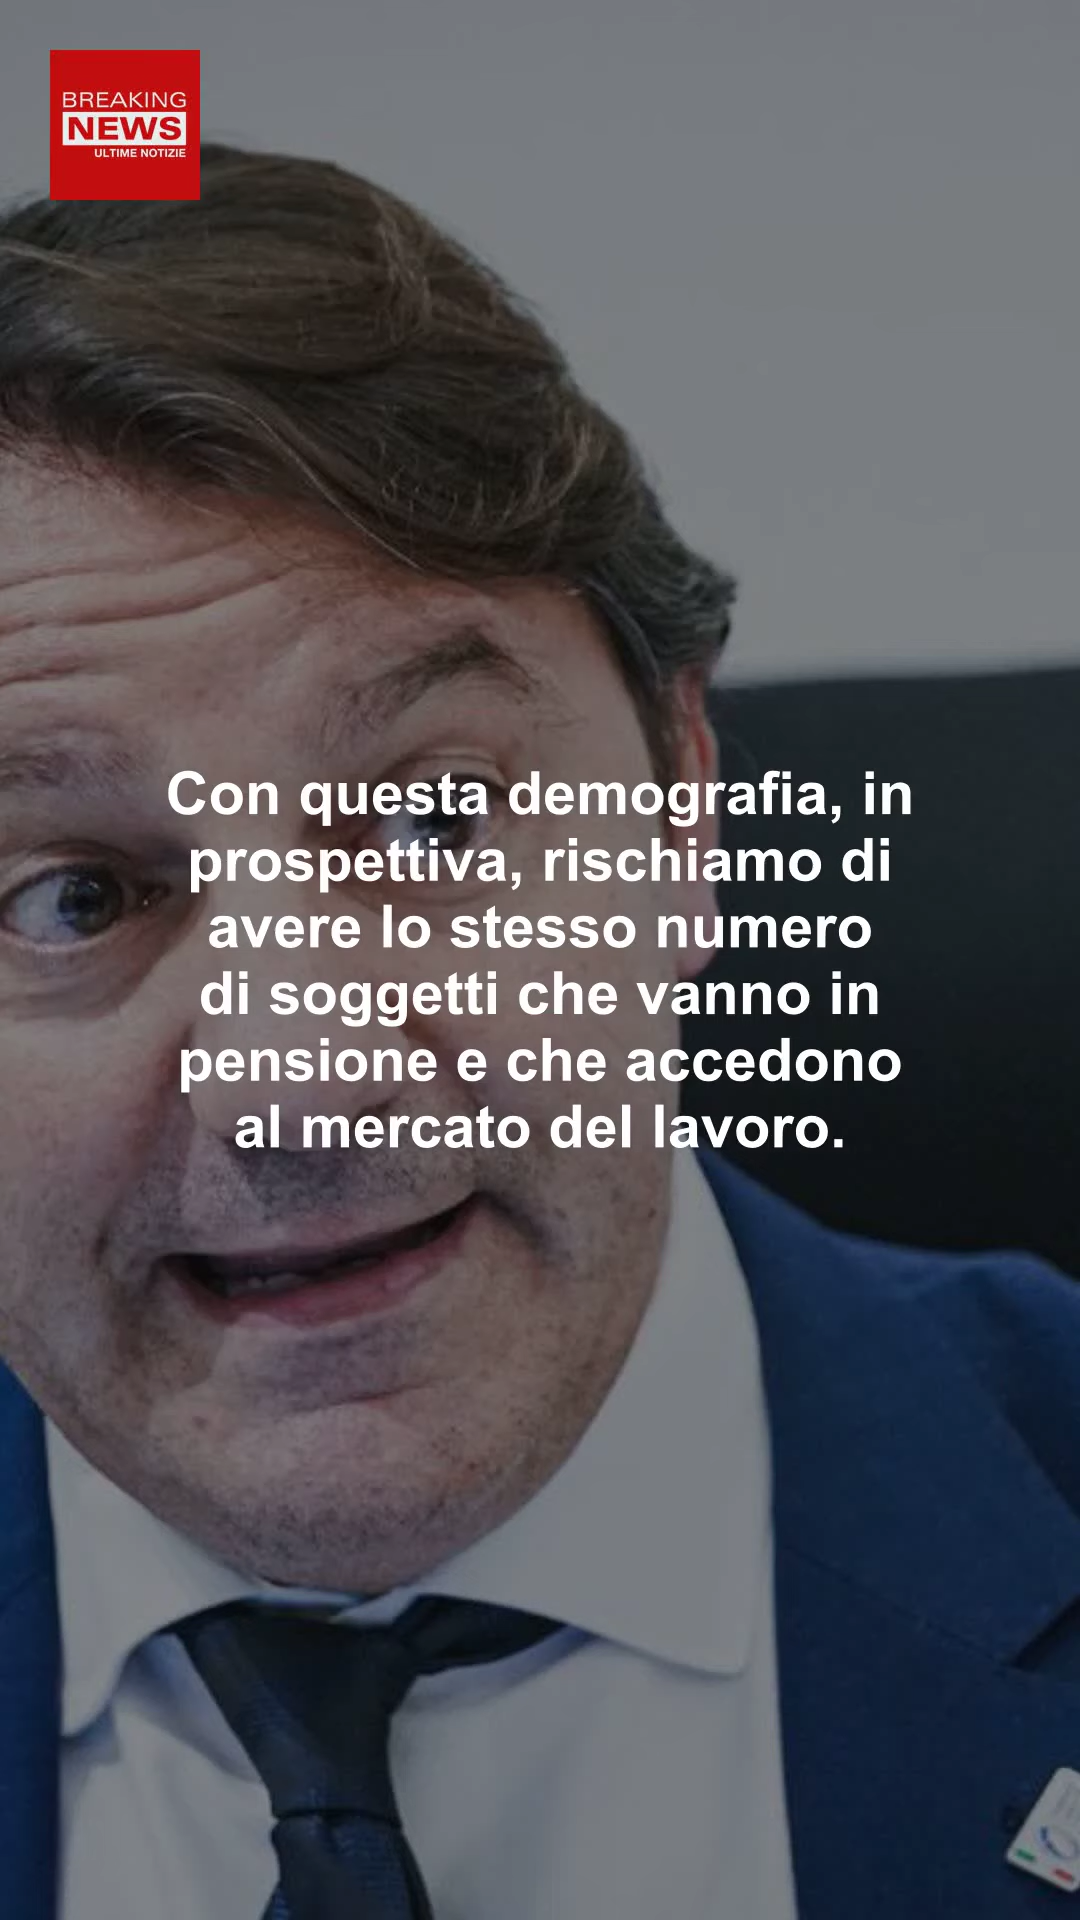 BREAKING
NEWS
ULTIME NOTIZIE
Con questa demografia, in
prospettiva, rischiamo di
avere lo stesso numero
di soggetti che vanno in
pensione e che accedono
al mercato del lavoro.